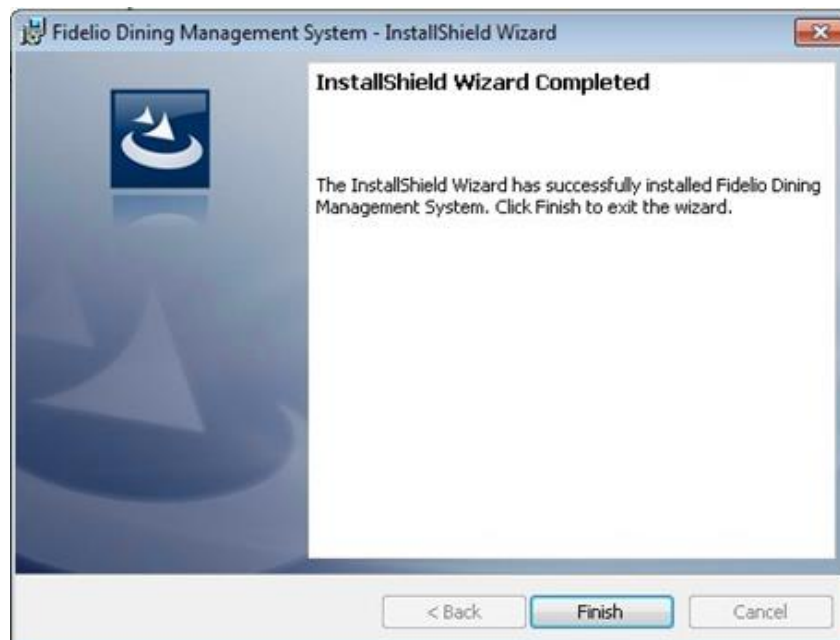 Fidelio Dining Management System - InstallShield Wizard
InstallShield Wizard Completed
The InstallShield Wizard has successfully installed Fidelio Dining
Management System. Click Finish to exit the wizard.
< Back
Finish
Cancel